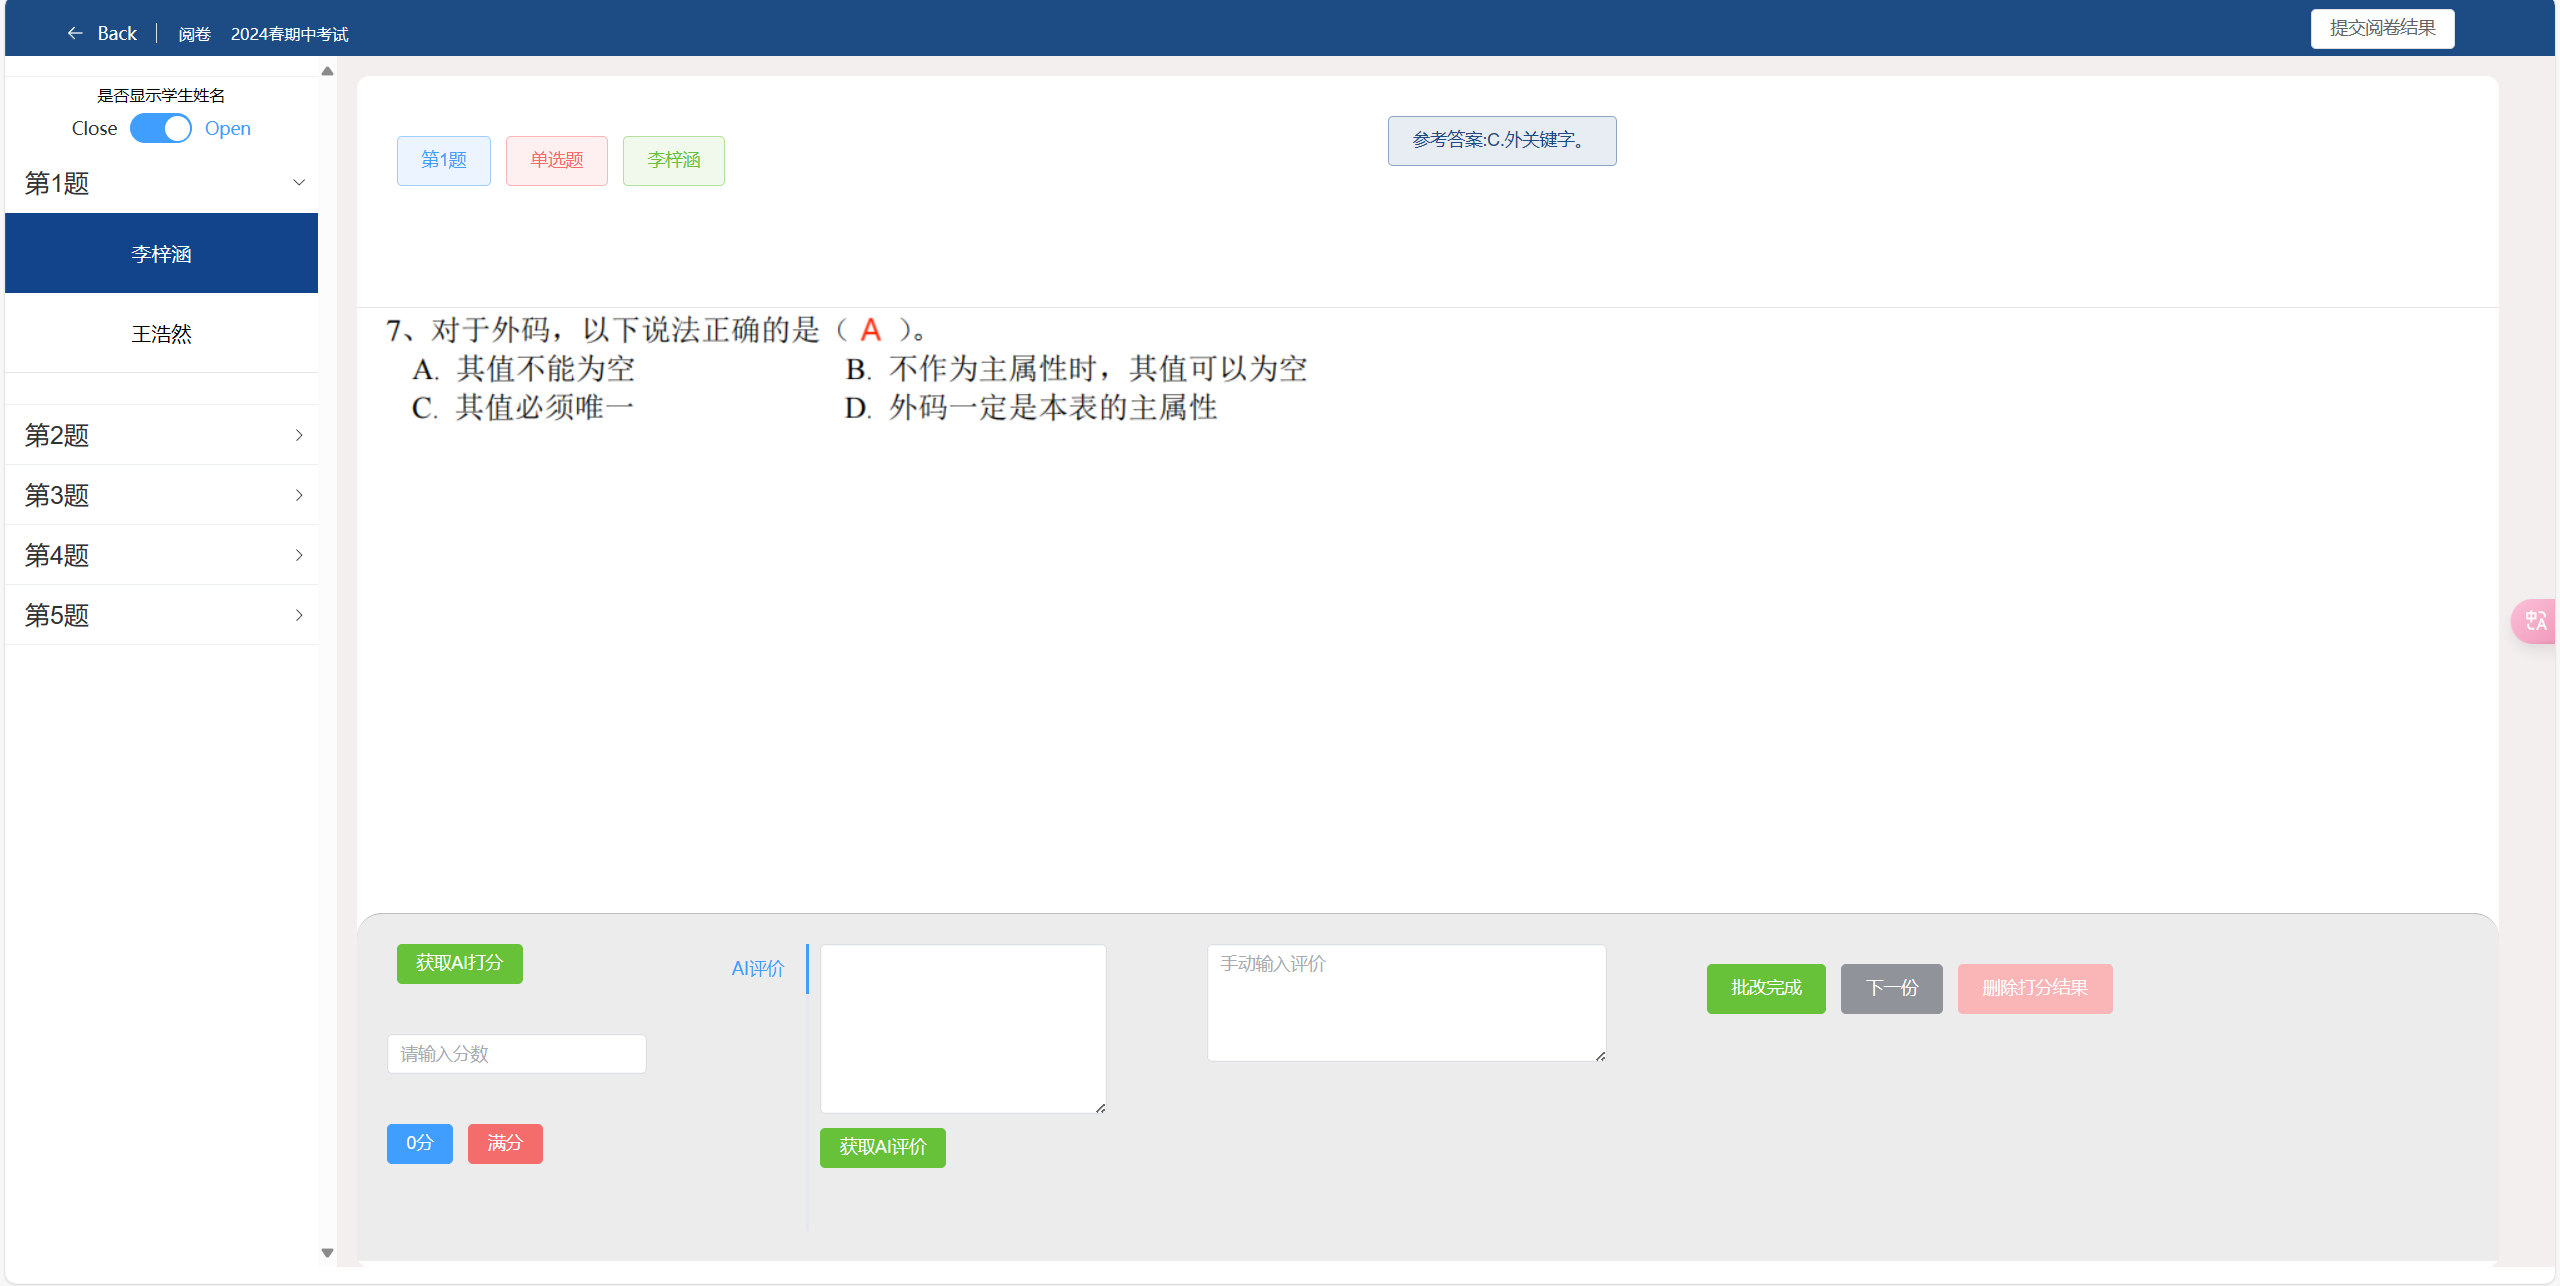 Back 阅卷 2024春期中考试
提交阅卷结果
是否显示学生姓名
Close Open
第1题
李梓涵
王浩然
第2题
第3题
第4题
第5题
第1题 单选题 李梓涵
参考答案:C.外关键字。
7、对于外码，以下说法正确的是（ A ）。
A. 其值不能为空 B. 不作为主属性时，其值可以为空
C. 其值必须唯一 D. 外码一定是本表的主属性
获取AI打分
请输入分数
0分 满分
AI评价
获取AI评价
手动输入评价
批改完成 下一份 删除打分结果
中A